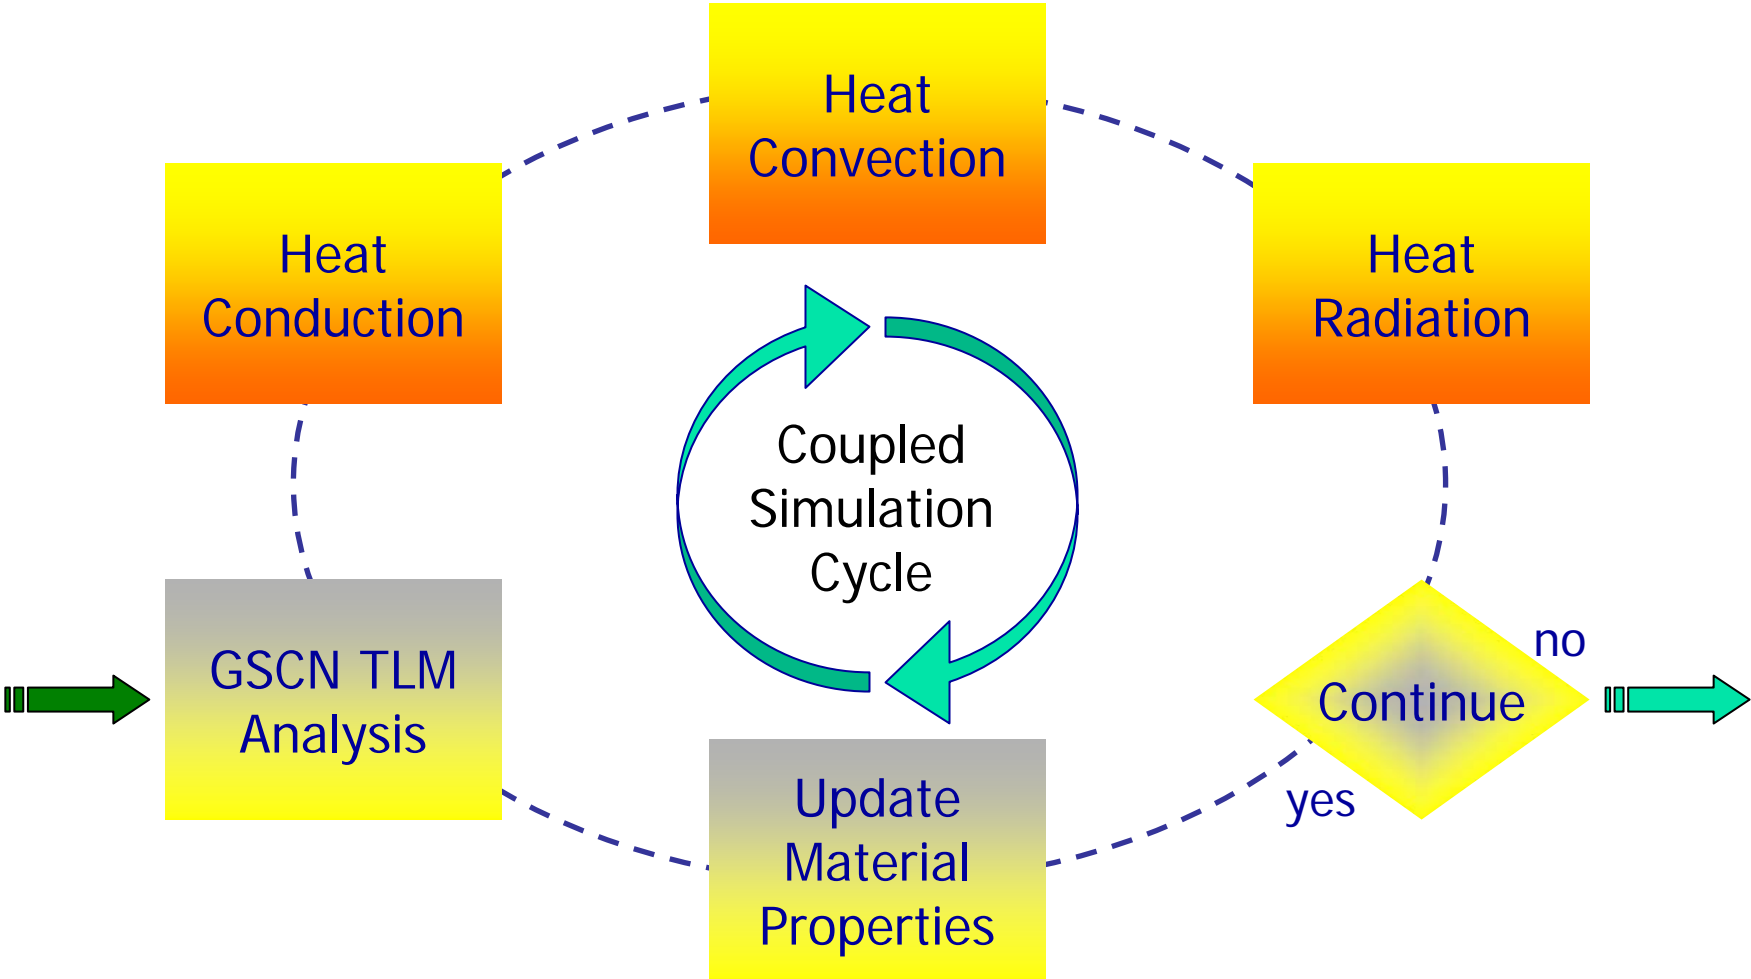 Heat
Convection
Heat
Conduction
Heat
Radiation
Coupled
Simulation
Cycle
GSCN TLM
Analysis
no
Continue
yes
Update
Material
Properties